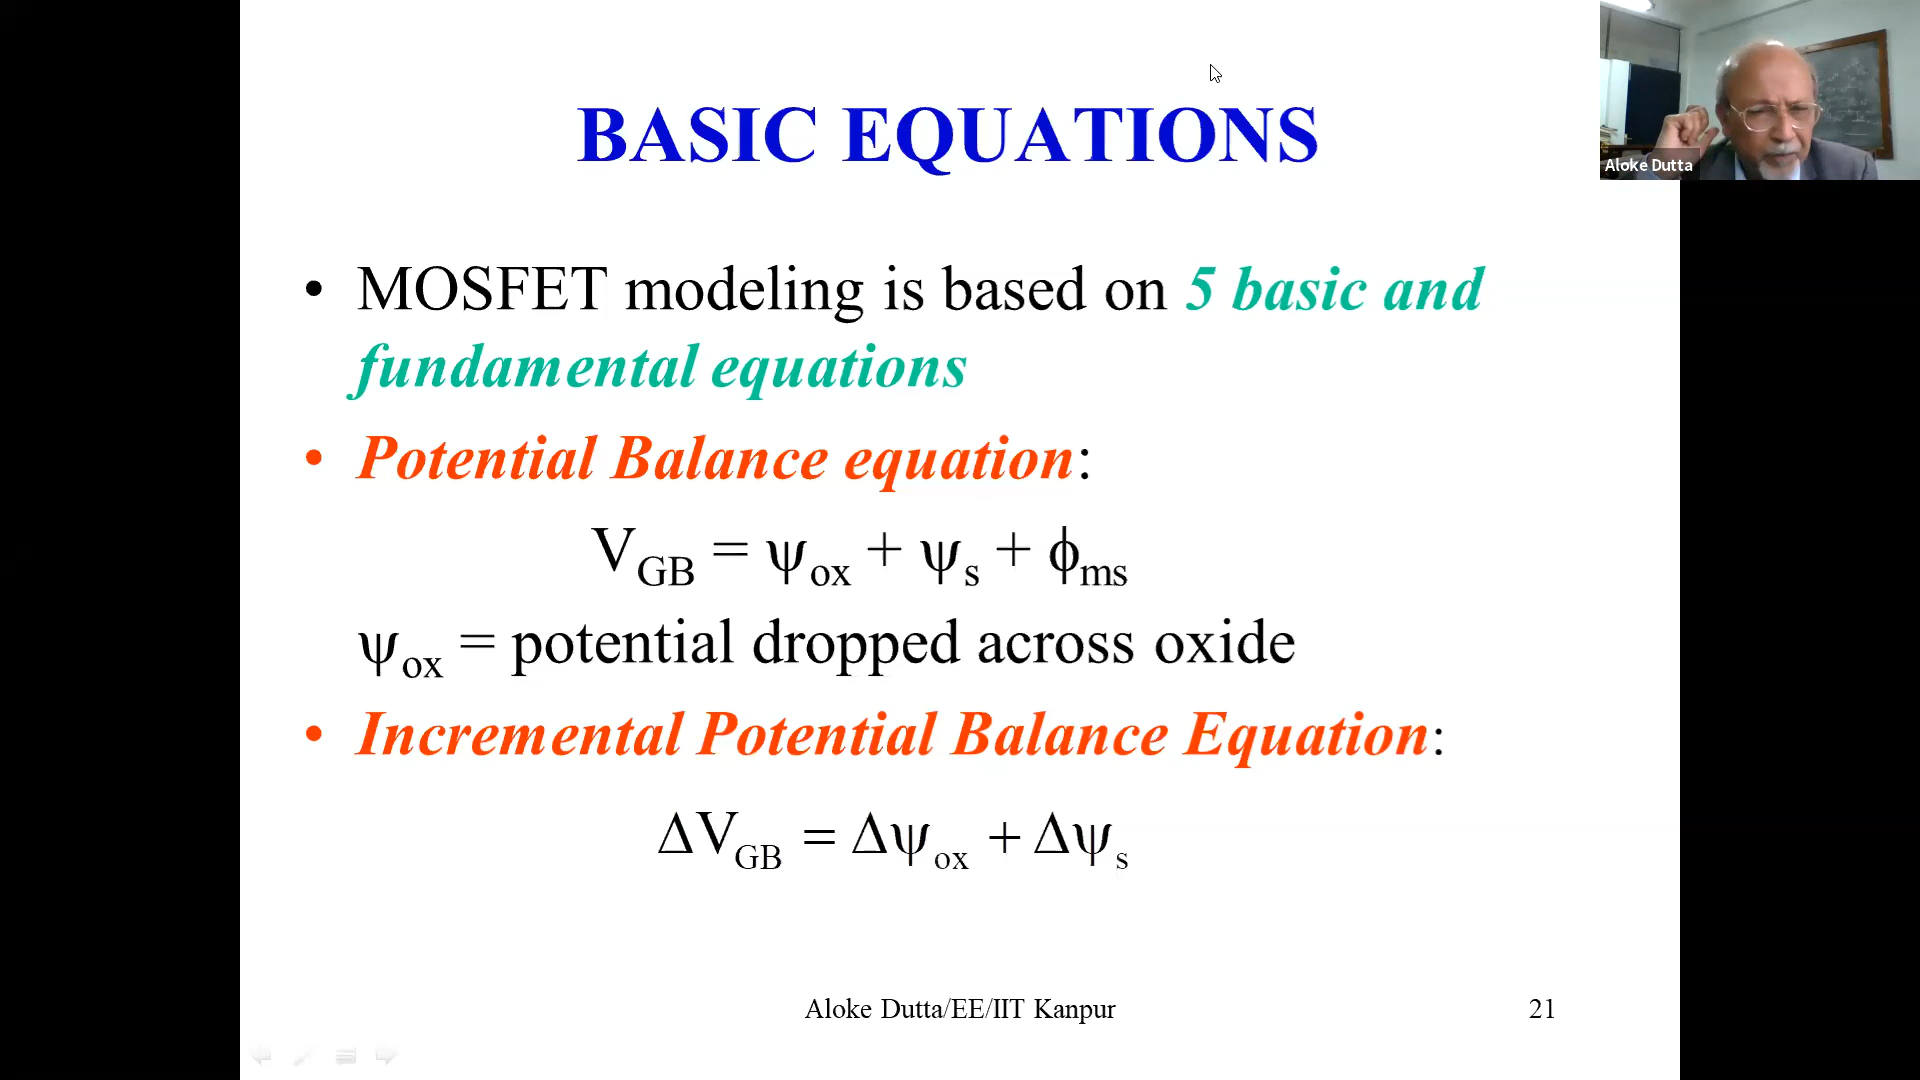 BASIC EQUATIONS
Aloke Dutta
• MOSFET modeling is based on 5 basic and
fundamental equations
• Potential Balance equation:
V_GB = ψ_ox + ψ_s + ϕ_ms
ψ_ox = potential dropped across oxide
• Incremental Potential Balance Equation:
ΔV_GB = Δψ_ox + Δψ_s
Aloke Dutta/EE/IIT Kanpur
21